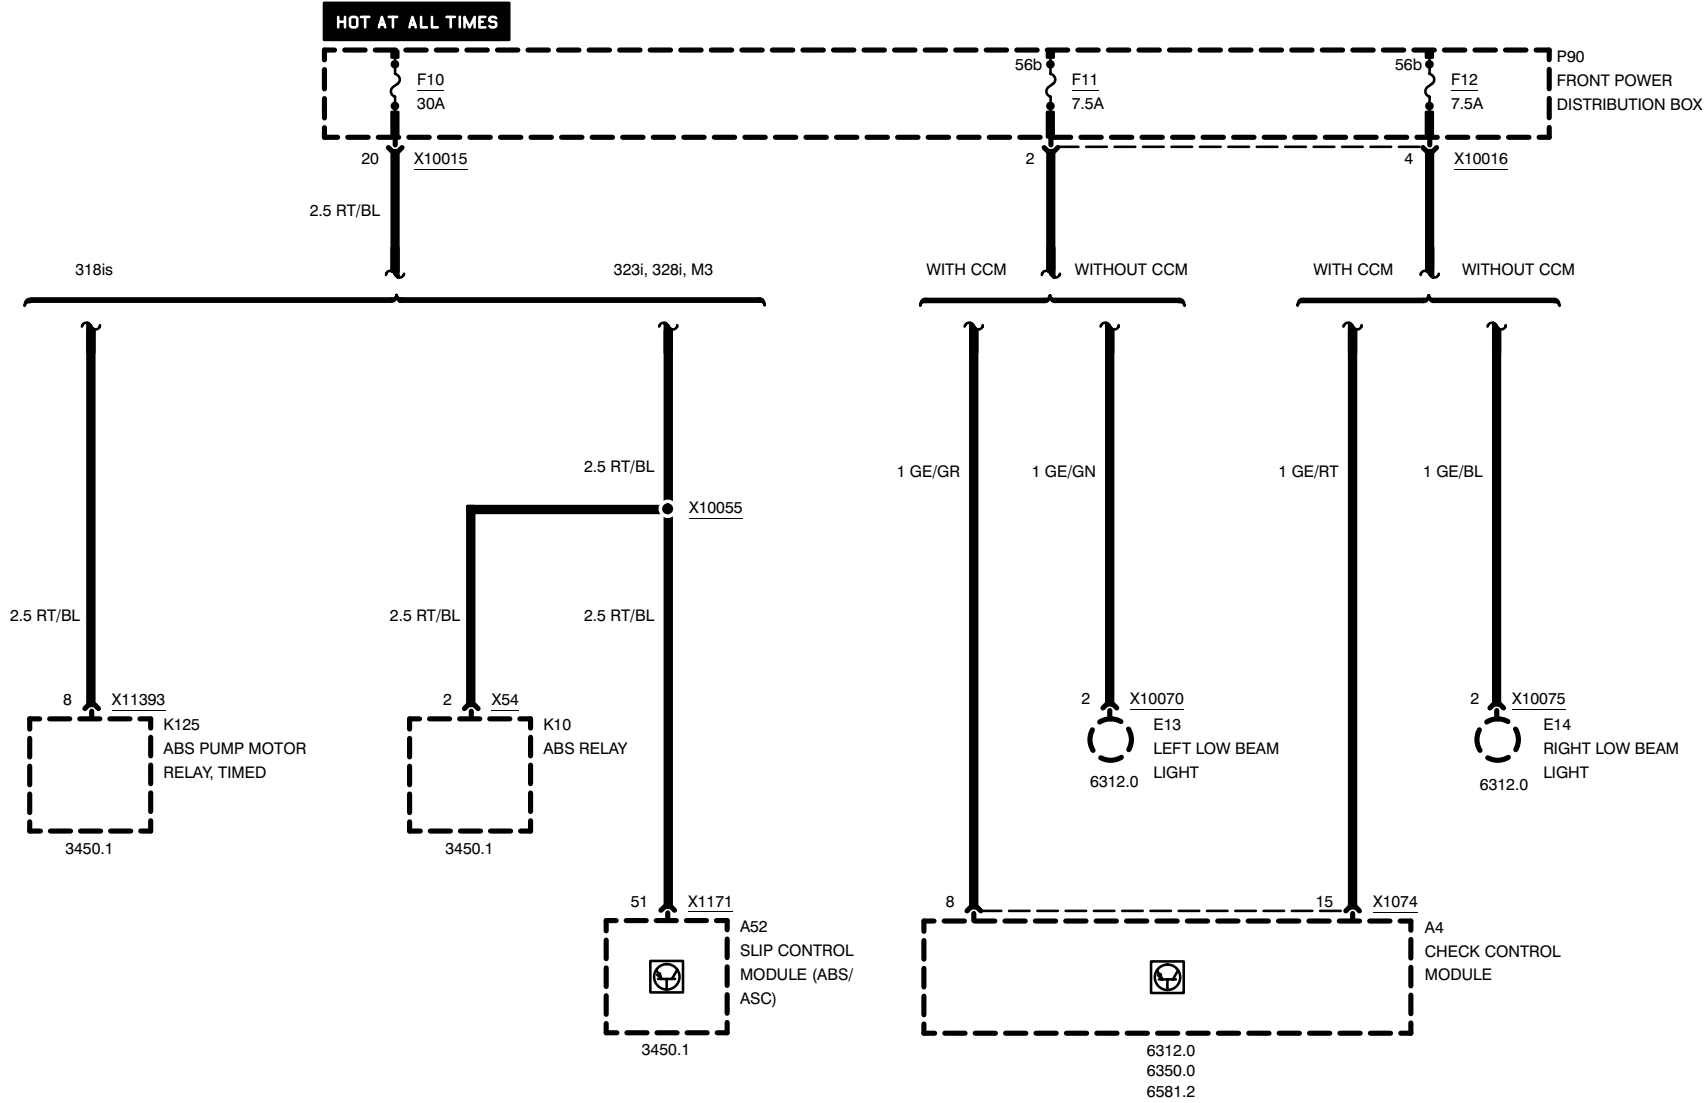 HOT AT ALL TIMES
P90
FRONT POWER
DISTRIBUTION BOX
F10
30A
56b
F11
7.5A
56b
F12
7.5A
20
X10015
2
4
X10016
2.5 RT/BL
318is
323i, 328i, M3
WITH CCM
WITHOUT CCM
WITH CCM
WITHOUT CCM
2.5 RT/BL
1 GE/GR
1 GE/GN
1 GE/RT
1 GE/BL
X10055
2.5 RT/BL
2.5 RT/BL
2.5 RT/BL
8
X11393
K125
ABS PUMP MOTOR
RELAY, TIMED
3450.1
2
X54
K10
ABS RELAY
3450.1
2
X10070
E13
LEFT LOW BEAM
LIGHT
6312.0
2
X10075
E14
RIGHT LOW BEAM
LIGHT
6312.0
51
X1171
A52
SLIP CONTROL
MODULE (ABS/
ASC)
3450.1
8
15
X1074
A4
CHECK CONTROL
MODULE
6312.0
6350.0
6581.2